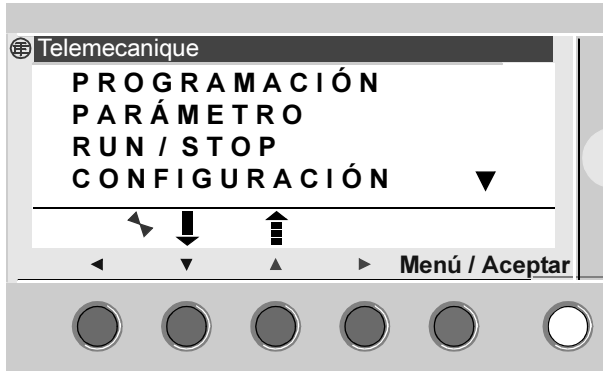 Telemecanique
PROGRAMACIÓN
PARÁMETRO
RUN / STOP
CONFIGURACIÓN
Menú / Aceptar